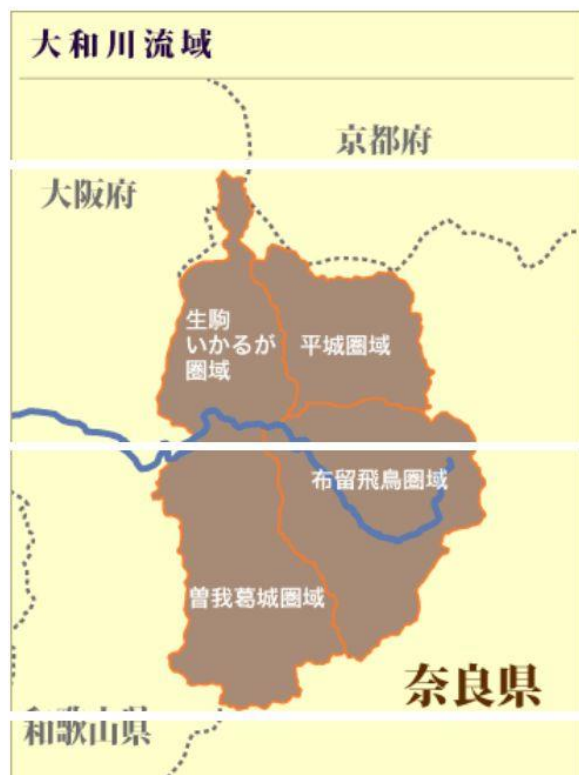 大和川流域
京都府
大阪府
生駒
いかるが
圏域
平城圏域
布留飛鳥圏域
曽我葛城圏域
奈良県
和歌山県